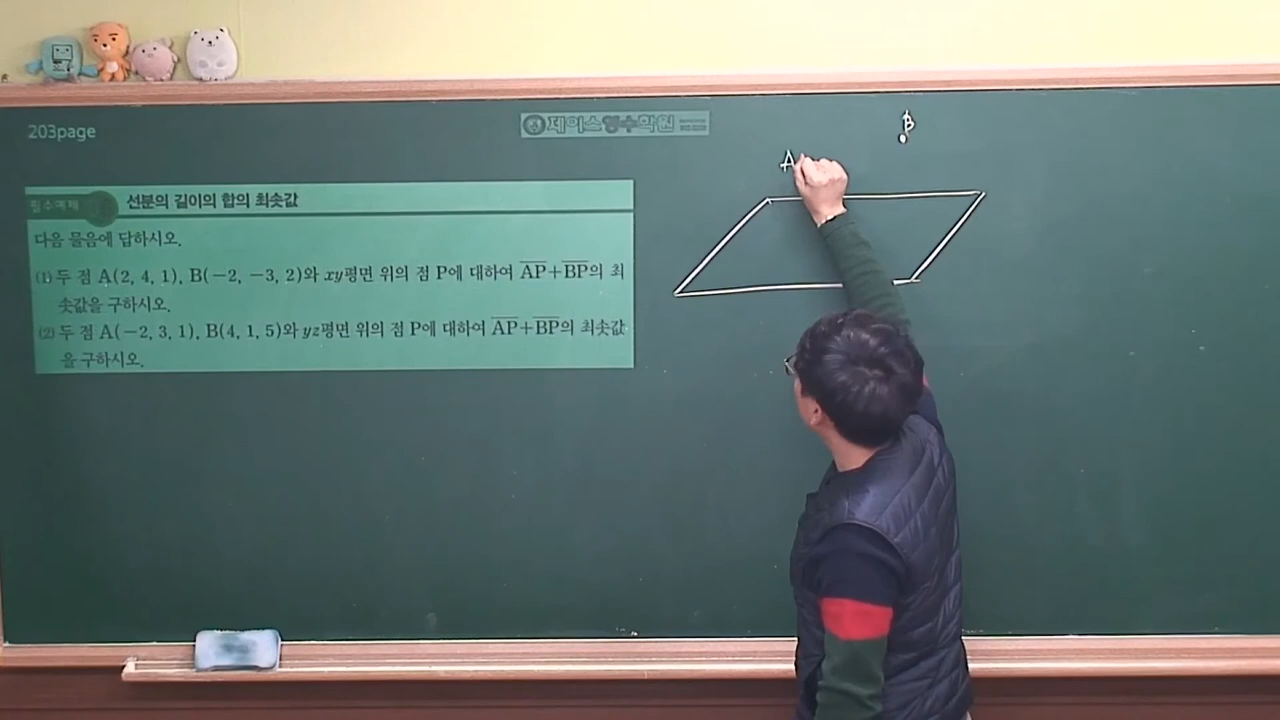 203page
제이스영수학원
B
A
필수예제
선분의 길이의 합의 최솟값
다음 물음에 답하시오.
(1) 두 점 A(2, 4, 1), B(−2, −3, 2)와 xy평면 위의 점 P에 대하여 AP+BP의 최
솟값을 구하시오.
(2) 두 점 A(−2, 3, 1), B(4, 1, 5)와 yz평면 위의 점 P에 대하여 AP+BP의 최솟값
을 구하시오.